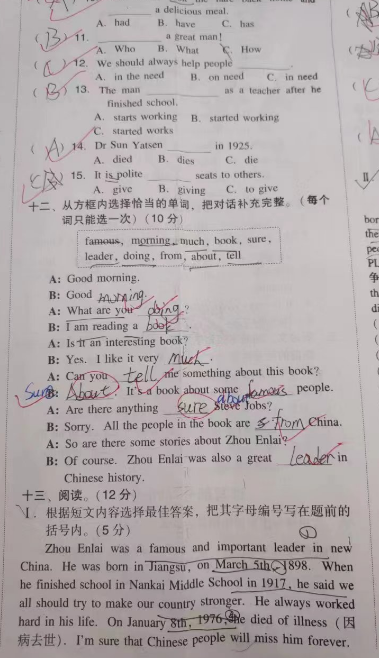 a delicious meal.
A. had B. have C. has
(B) 11. ______ a great man!
A. Who B. What C. How
(C) 12. We should always help people ______.
A. in the need B. on need C. in need
(B) 13. The man ______ as a teacher after he
finished school.
A. starts working B. started working
C. started works
(A) 14. Dr Sun Yatsen ______ in 1925.
A. died B. dies C. die
15. It is polite ______ seats to others.
A. give B. giving C. to give
十二、从方框内选择恰当的单词,把对话补充完整。(每个
词只能选一次)(10分)
famous, morning, much, book, sure,
leader, doing, from, about, tell
A: Good morning.
B: Good morning.
A: What are you doing?
B: I am reading a book.
A: Is it an interesting book?
B: Yes. I like it very much.
A: Can you tell me something about this book?
Sure B: About. It's a book about some famous people.
A: Are there anything sure about Steve Jobs?
B: Sorry. All the people in the book are from China.
A: So are there some stories about Zhou Enlai?
B: Of course. Zhou Enlai was also a great leader in
Chinese history.
十三、阅读。(12分)
I. 根据短文内容选择最佳答案,把其字母编号写在题前的
括号内。(5分)
Zhou Enlai was a famous and important leader in new
China. He was born in Jiangsu, on March 5th, 1898. When
he finished school in Nankai Middle School in 1917, he said we
all should try to make our country stronger. He always worked
hard in his life. On January 8th, 1976, he died of illness (因
病去世). I'm sure that Chinese people will miss him forever.